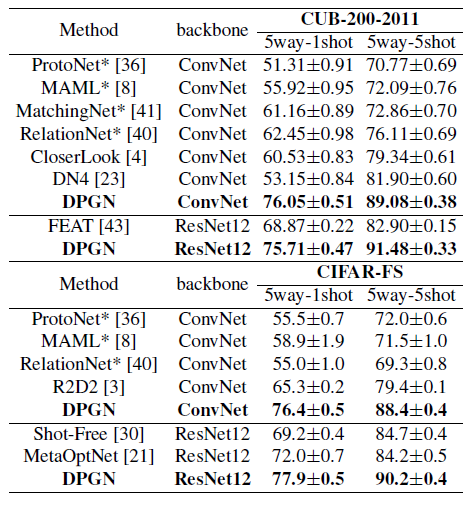 Method backbone CUB-200-2011
5way-1shot 5way-5shot
ProtoNet* [36] ConvNet 51.31±0.91 70.77±0.69
MAML* [8] ConvNet 55.92±0.95 72.09±0.76
MatchingNet* [41] ConvNet 61.16±0.89 72.86±0.70
RelationNet* [40] ConvNet 62.45±0.98 76.11±0.69
CloserLook [4] ConvNet 60.53±0.83 79.34±0.61
DN4 [23] ConvNet 53.15±0.84 81.90±0.60
DPGN ConvNet 76.05±0.51 89.08±0.38
FEAT [43] ResNet12 68.87±0.22 82.90±0.15
DPGN ResNet12 75.71±0.47 91.48±0.33
Method backbone CIFAR-FS
5way-1shot 5way-5shot
ProtoNet* [36] ConvNet 55.5±0.7 72.0±0.6
MAML* [8] ConvNet 58.9±1.9 71.5±1.0
RelationNet* [40] ConvNet 55.0±1.0 69.3±0.8
R2D2 [3] ConvNet 65.3±0.2 79.4±0.1
DPGN ConvNet 76.4±0.5 88.4±0.4
Shot-Free [30] ResNet12 69.2±0.4 84.7±0.4
MetaOptNet [21] ResNet12 72.0±0.7 84.2±0.5
DPGN ResNet12 77.9±0.5 90.2±0.4